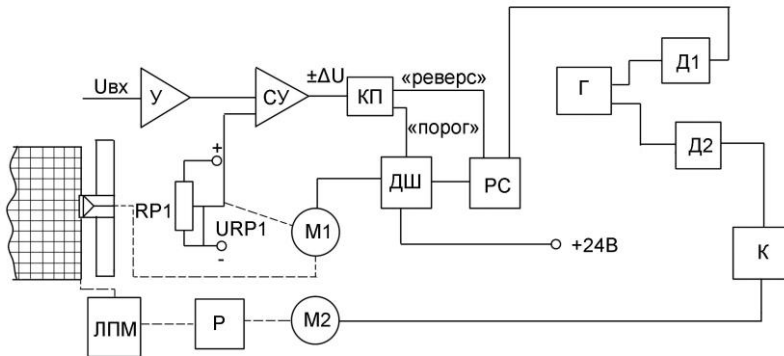 Uвх
У
СУ
±ΔU
КП
«реверс»
«порог»
Г
Д1
Д2
ДШ
РС
+
RP1
URP1
-
М1
+24В
К
ЛПМ
Р
М2